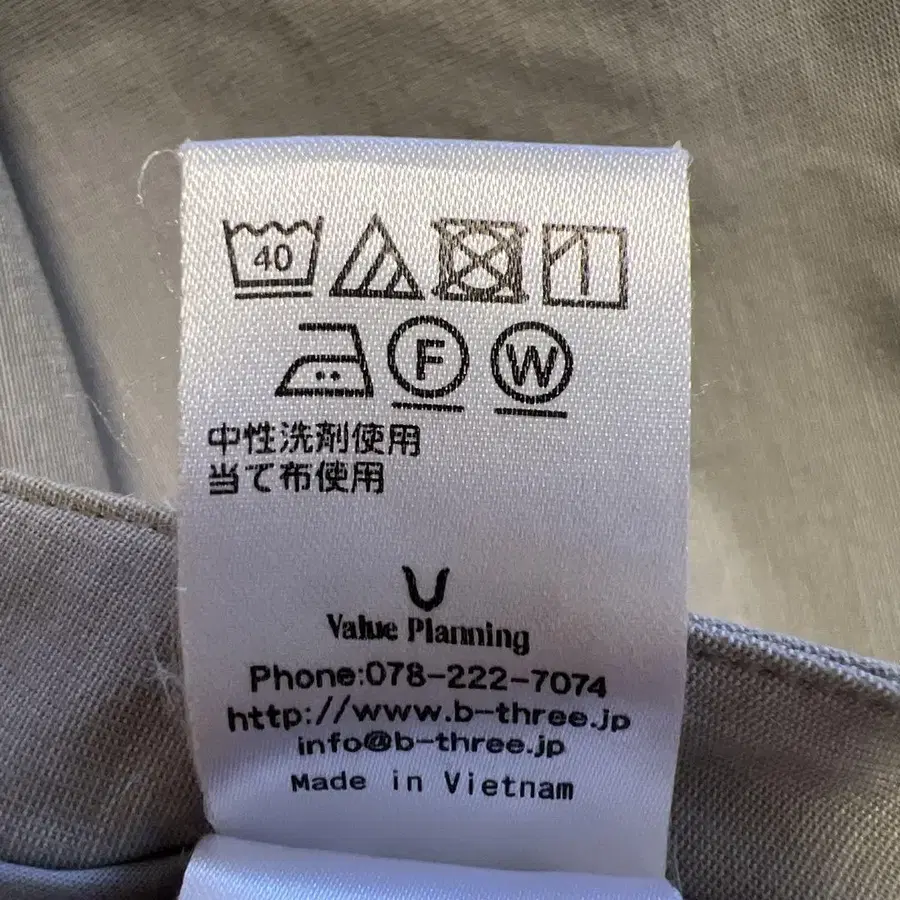 40
F W
中性洗剤使用
当て布使用
Value Planning
Phone:078-222-7074
http://www.b-three.jp
info@b-three.jp
Made in Vietnam